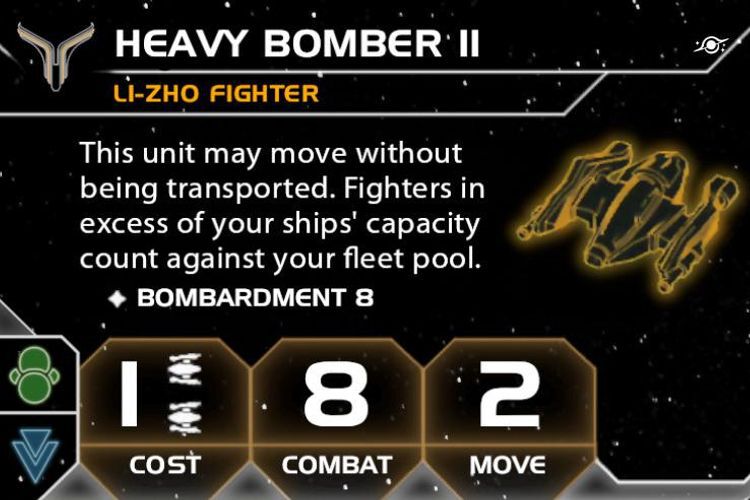 HEAVY BOMBER II
LI-ZHO FIGHTER
This unit may move without
being transported. Fighters in
excess of your ships' capacity
count against your fleet pool.
BOMBARDMENT 8
1 8 2
COST COMBAT MOVE